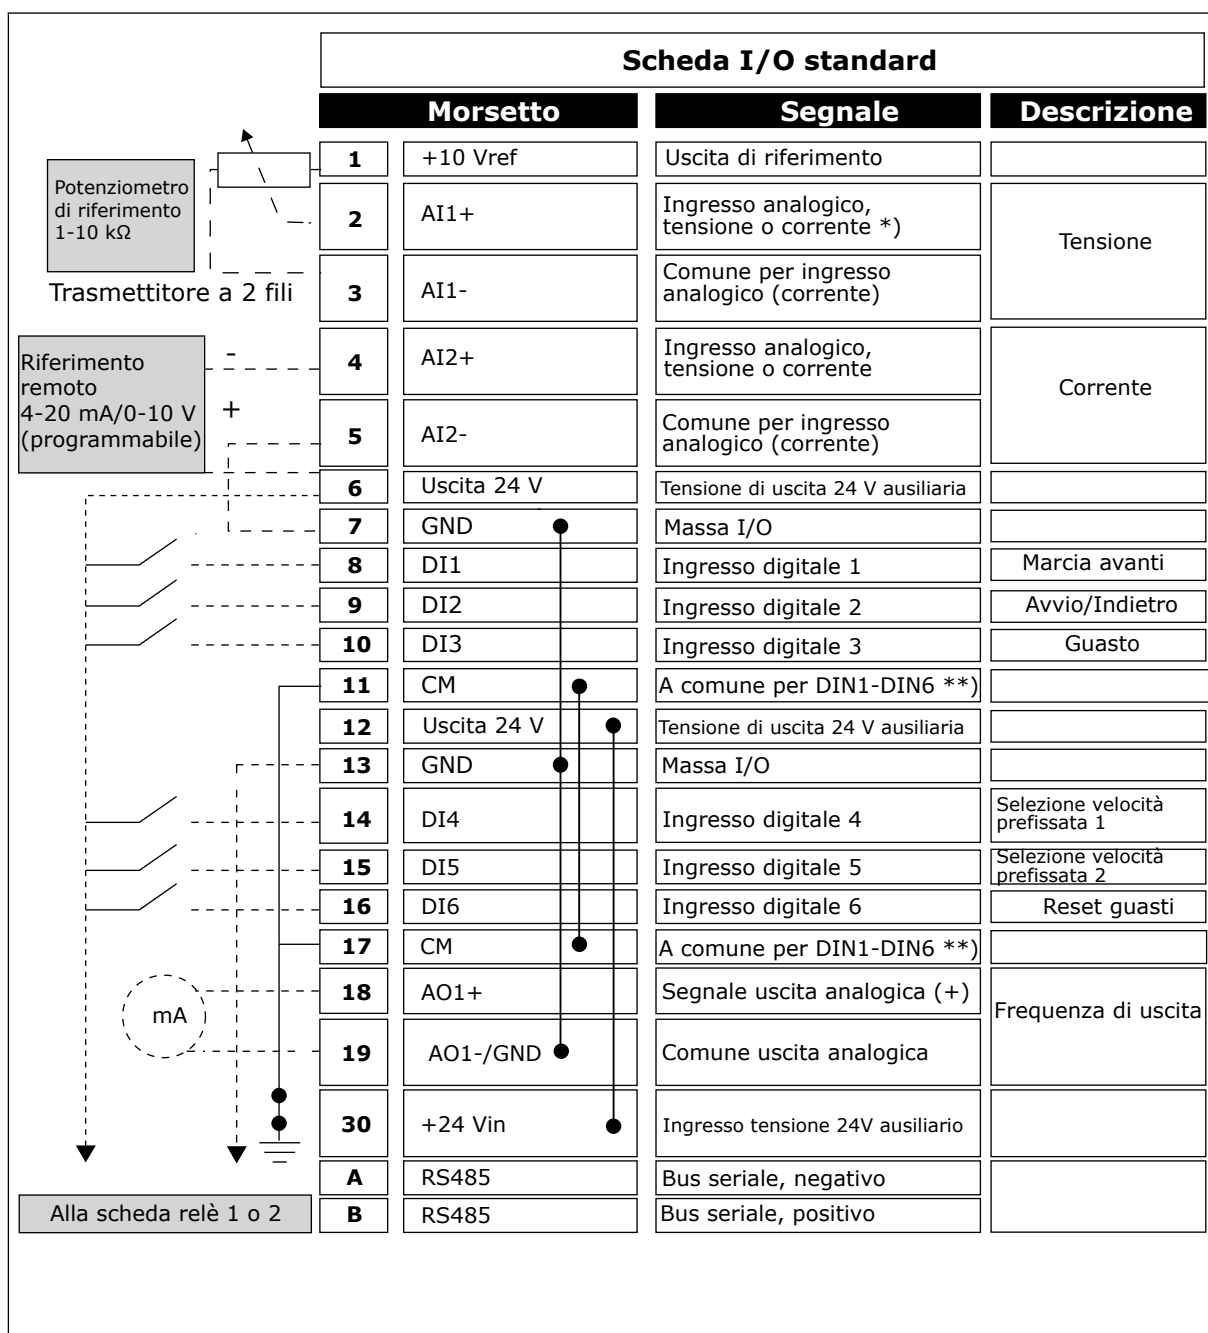 Scheda I/O standard
Morsetto Segnale Descrizione
Potenziometro
di riferimento
1-10 kΩ
Trasmettitore a 2 fili
Riferimento
remoto
4-20 mA/0-10 V
(programmabile)
-
+
1 +10 Vref Uscita di riferimento
2 AI1+ Ingresso analogico,
tensione o corrente *)
Tensione
3 AI1- Comune per ingresso
analogico (corrente)
4 AI2+ Ingresso analogico,
tensione o corrente
Corrente
5 AI2- Comune per ingresso
analogico (corrente)
6 Uscita 24 V Tensione di uscita 24 V ausiliaria
7 GND Massa I/O
8 DI1 Ingresso digitale 1 Marcia avanti
9 DI2 Ingresso digitale 2 Avvio/Indietro
10 DI3 Ingresso digitale 3 Guasto
11 CM A comune per DIN1-DIN6 **)
12 Uscita 24 V Tensione di uscita 24 V ausiliaria
13 GND Massa I/O
14 DI4 Ingresso digitale 4 Selezione velocità
prefissata 1
15 DI5 Ingresso digitale 5 Selezione velocità
prefissata 2
16 DI6 Ingresso digitale 6 Reset guasti
17 CM A comune per DIN1-DIN6 **)
18 AO1+ Segnale uscita analogica (+)
Frequenza di uscita
mA
19 AO1-/GND Comune uscita analogica
30 +24 Vin Ingresso tensione 24V ausiliario
A RS485 Bus seriale, negativo
B RS485 Bus seriale, positivo
Alla scheda relè 1 o 2